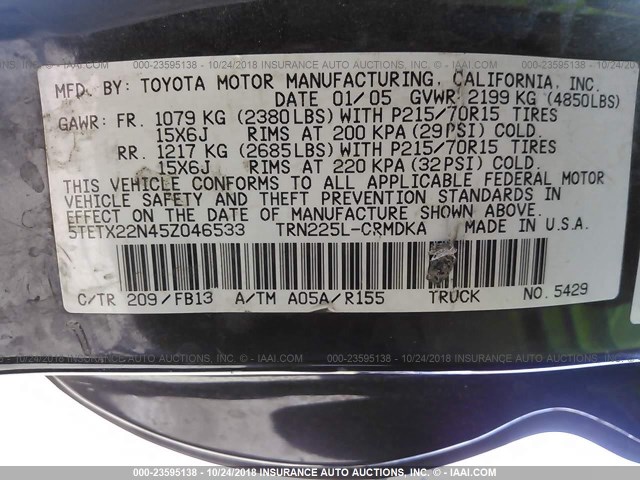 000-23595138 - 10/24/2018 INSURANCE AUTO AUCTIONS, INC. © - IAAI.COM
MFD. BY: TOYOTA MOTOR MANUFACTURING, CALIFORNIA, INC.
DATE 01/05 GVWR 2199 KG (4850LBS)
GAWR: FR. 1079 KG (2380LBS) WITH P215/70R15 TIRES
15X6J RIMS AT 200 KPA (29PSI) COLD.
RR. 1217 KG (2685LBS) WITH P215/70R15 TIRES
15X6J RIMS AT 220 KPA (32PSI) COLD.
THIS VEHICLE CONFORMS TO ALL APPLICABLE FEDERAL MOTOR
VEHICLE SAFETY AND THEFT PREVENTION STANDARDS IN
EFFECT ON THE DATE OF MANUFACTURE SHOWN ABOVE.
5TETX22N45Z046533 TRN225L-CRMDKA MADE IN U.S.A.
C/TR 209/FB13 A/TM A05A/R155 TRUCK NO. 5429
000-23595138 - 10/24/2018 INSURANCE AUTO AUCTIONS, INC. © - IAAI.COM
000-23595138 - 10/24/2018 INSURANCE AUTO AUCTIONS, INC. © - IAAI.COM